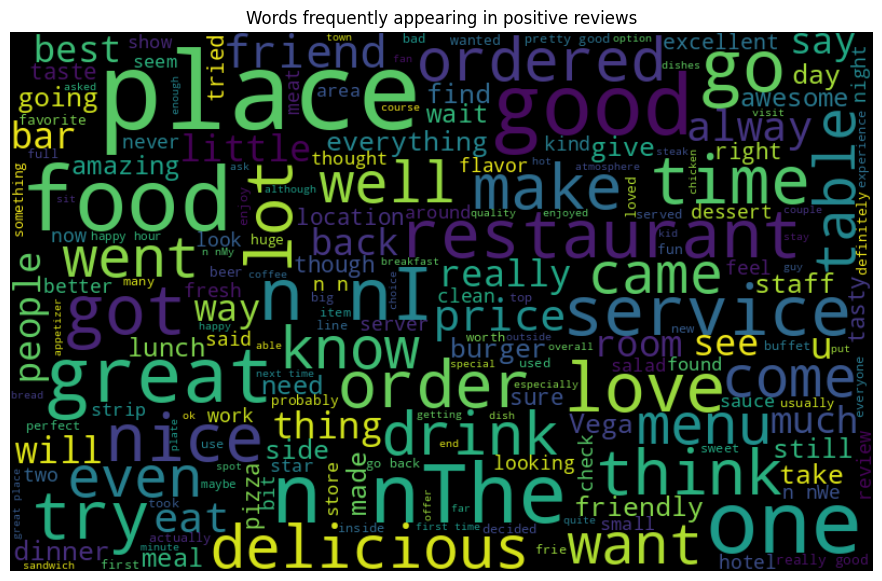 Words frequently appearing in positive reviews
best show friend town bad wanted pretty good option excellent say
taste seem tried meat ordered dishes go day night
going area find good awesome
favorite place course wait alway
bar never little everything kind give right visit experience
full amazing thought flavor hot atmosphere steak table
something food lot well make loved chicken time
sit although ask location around quality enjoyed served dessert couple definitely
now happy hour enjoy look back restaurant kid fun stay
went huge n nMy though breakfast really came feel guy staff
better many beer coffee n n clean tasty
people appetizer got fresh way big choice top price service new
item line server room buffet put
lunch said know worth outside see u
great able burger overall salad found come everyone
bread next time need special used order love sauce usually
strip probably especially sure
perfect ok work thing getting dish drink Vega menu much
will nice use side end sweet still
two plate star looking think check take review
even spot pizza bit go back made store n nThe offer far n nWe
great place try maybe took eat friendly one
actually inside first time decided quite small want
dinner first meal delicious frie hotel really good
sandwich minute
n nI